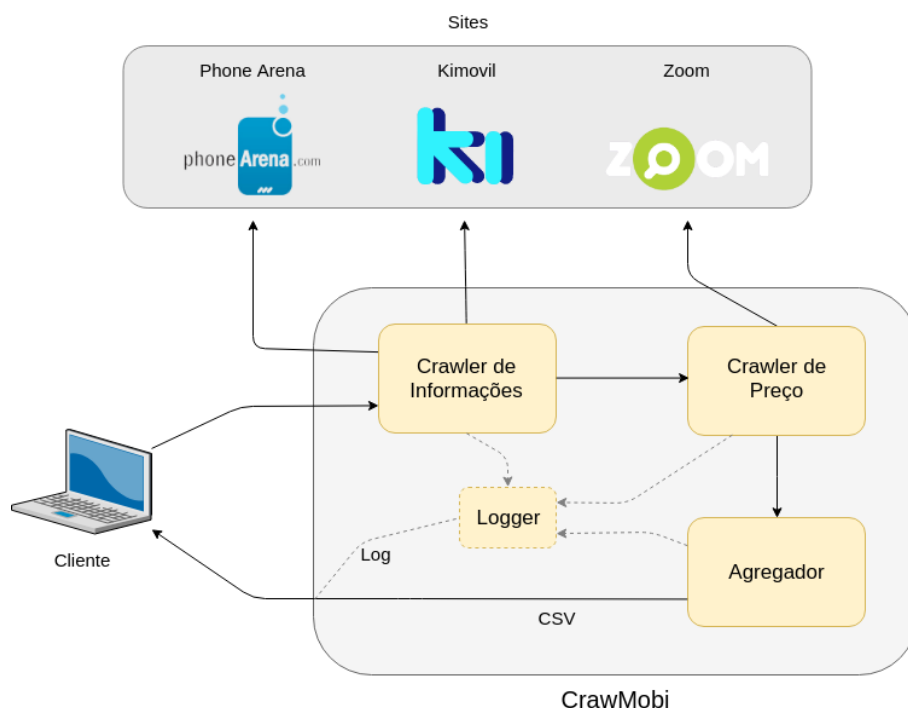 Sites
Phone Arena
Kimovil
Zoom
phoneArena.com
KI
ZOOM
Crawler de
Informações
Crawler de
Preço
Logger
Log
Agregador
Cliente
CSV
CrawMobi